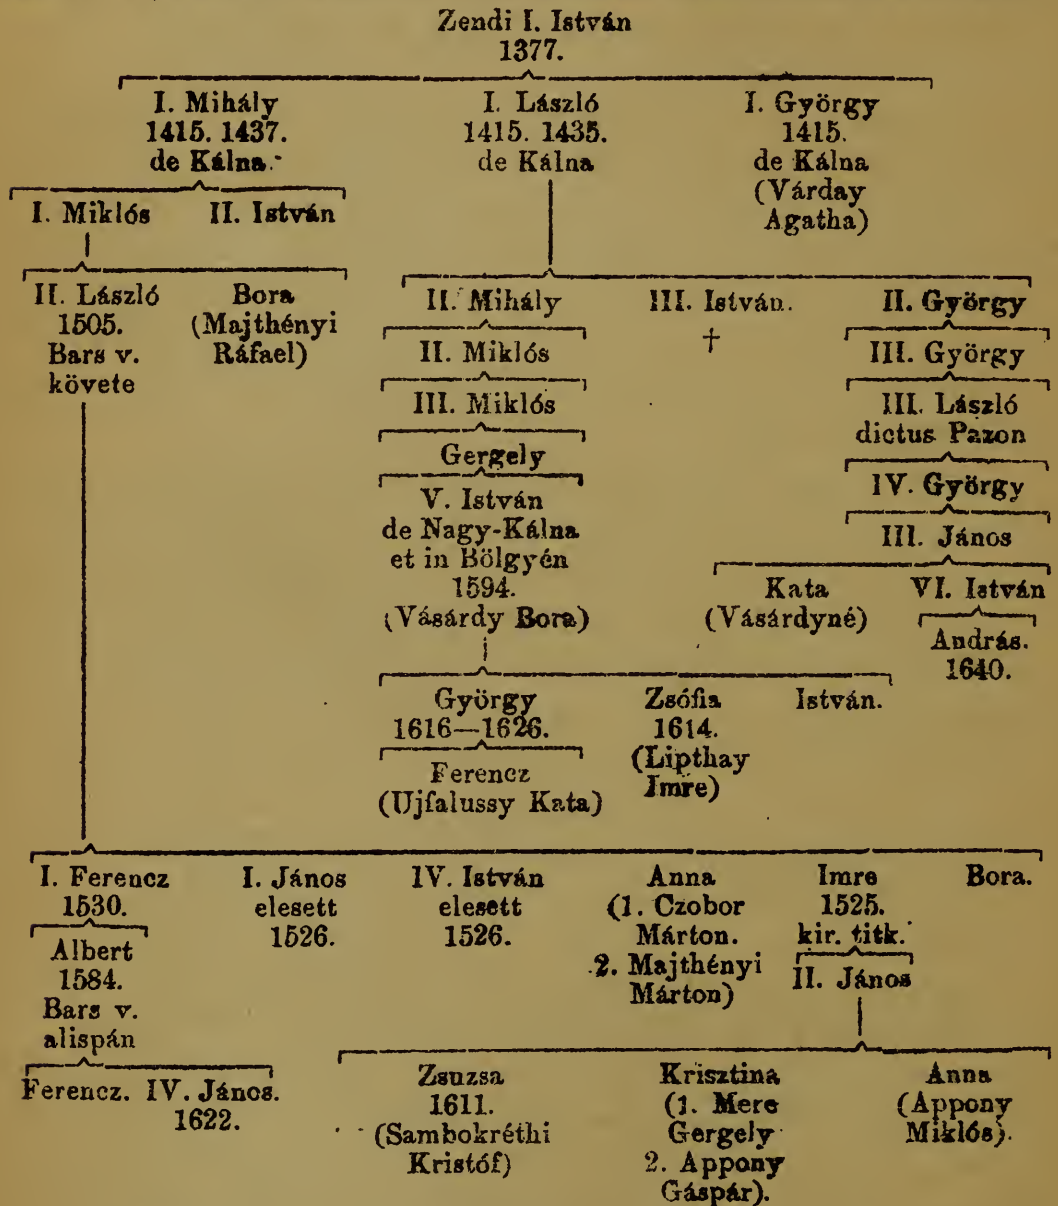 Zendi I. István
1377.
I. Mihály
1415. 1437.
de Kálna.
I. László
1415. 1435.
de Kálna
I. György
1415.
de Kálna
(Várday
Agatha)
I. Miklós
II. István
II. László
1505.
Bars v.
követe
Bora
(Majthényi
Ráfael)
II. Mihály
II. Miklós
III. Miklós
Gergely
V. István
de Nagy-Kálna
et in Bölgyén
1594.
(Vásárdy Bora)
III. István.
†
II. György
III. György
III. László
dictus Pazon
IV. György
III. János
Kata
(Vásárdyné)
VI. István
András.
1640.
György
1616—1626.
Ferencz
(Ujfalussy Kata)
Zsófia
1614.
(Lipthay
Imre)
István.
I. Ferencz
1530.
Albert
1584.
Bars v.
alispán
Ferencz. IV. János.
1622.
I. János
elesett
1526.
IV. István
elesett
1526.
Anna
(1. Czobor
Márton.
2. Majthényi
Márton)
Imre
1525.
kir. titk.
II. János
Bora.
Zsuzsa
1611.
(Sambokréthi
Kristóf)
Krisztina
(1. Mere
Gergely
2. Appony
Gáspár).
Anna
(Appony
Miklós).